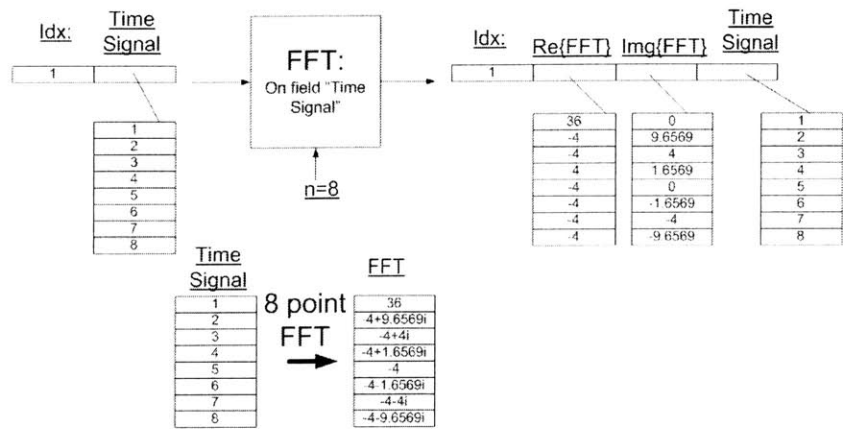 Idx:
Time
Signal
1
1
2
3
4
5
6
7
8
FFT:
On field "Time
Signal"
n=8
Idx:
Re{FFT}
Img{FFT}
Time
Signal
1
36
-4
-4
4
-4
-4
-4
-4
0
9.6569
4
1.6569
0
-1.6569
-4
-9.6569
1
2
3
4
5
6
7
8
Time
Signal
1
2
3
4
5
6
7
8
8 point
FFT
FFT
36
4+9.6569i
-4+4i
-4+1.6569i
-4
-4-1.6569i
-4-4i
-4-9.6569i